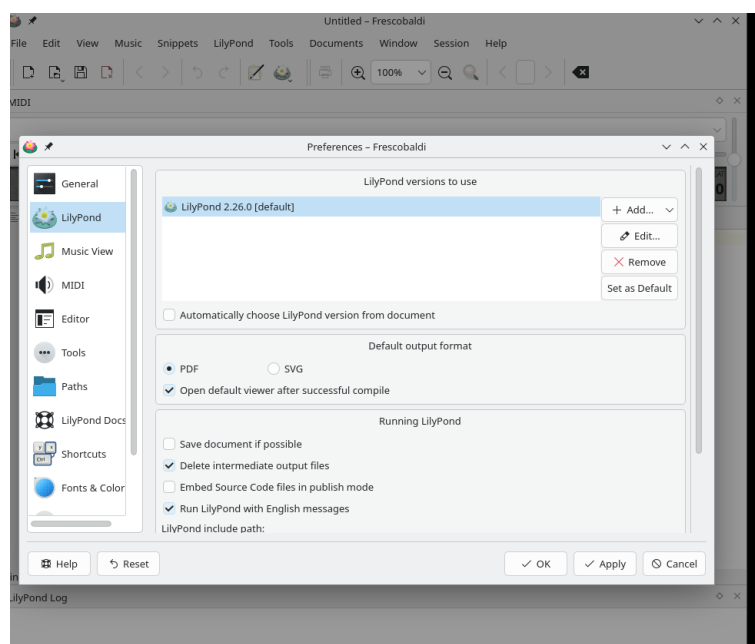 Untitled – Frescobaldi
File Edit View Music Snippets LilyPond Tools Documents Window Session Help
100%
MIDI
Preferences – Frescobaldi
General
LilyPond
Music View
MIDI
Editor
Tools
Paths
LilyPond Docs
Shortcuts
Fonts & Color
LilyPond versions to use
LilyPond 2.26.0 [default]
Add...
Edit...
Remove
Set as Default
Automatically choose LilyPond version from document
Default output format
PDF SVG
Open default viewer after successful compile
Running LilyPond
Save document if possible
Delete intermediate output files
Embed Source Code files in publish mode
Run LilyPond with English messages
LilyPond include path:
Help Reset OK Apply Cancel
LilyPond Log